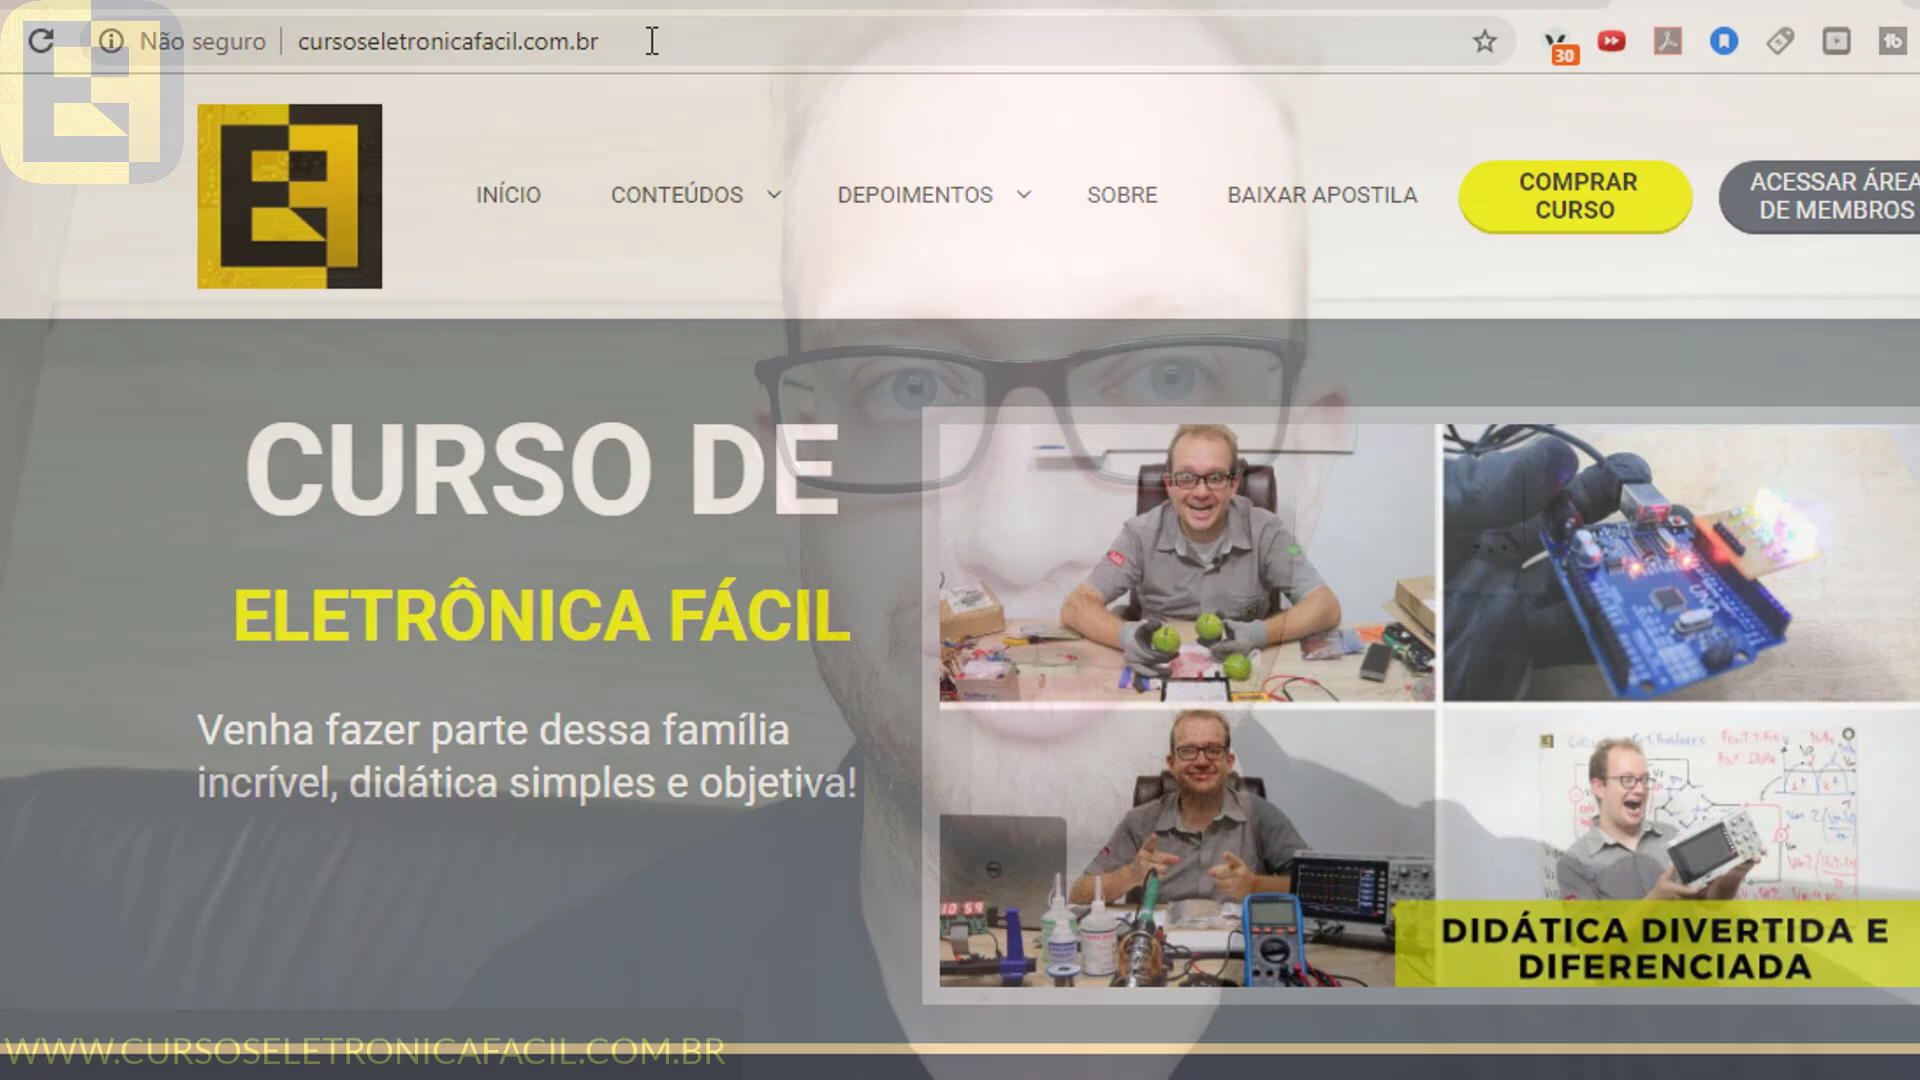 Não seguro
cursoseletronicafacil.com.br
30
INÍCIO
CONTEÚDOS
DEPOIMENTOS
SOBRE
BAIXAR APOSTILA
COMPRAR
CURSO
ACESSAR ÁREA
DE MEMBROS
CURSO DE
ELETRÔNICA FÁCIL
Venha fazer parte dessa família
incrível, didática simples e objetiva!
10 59
DIDÁTICA DIVERTIDA E
DIFERENCIADA
WWW.CURSOSELETRONICAFACIL.COM.BR